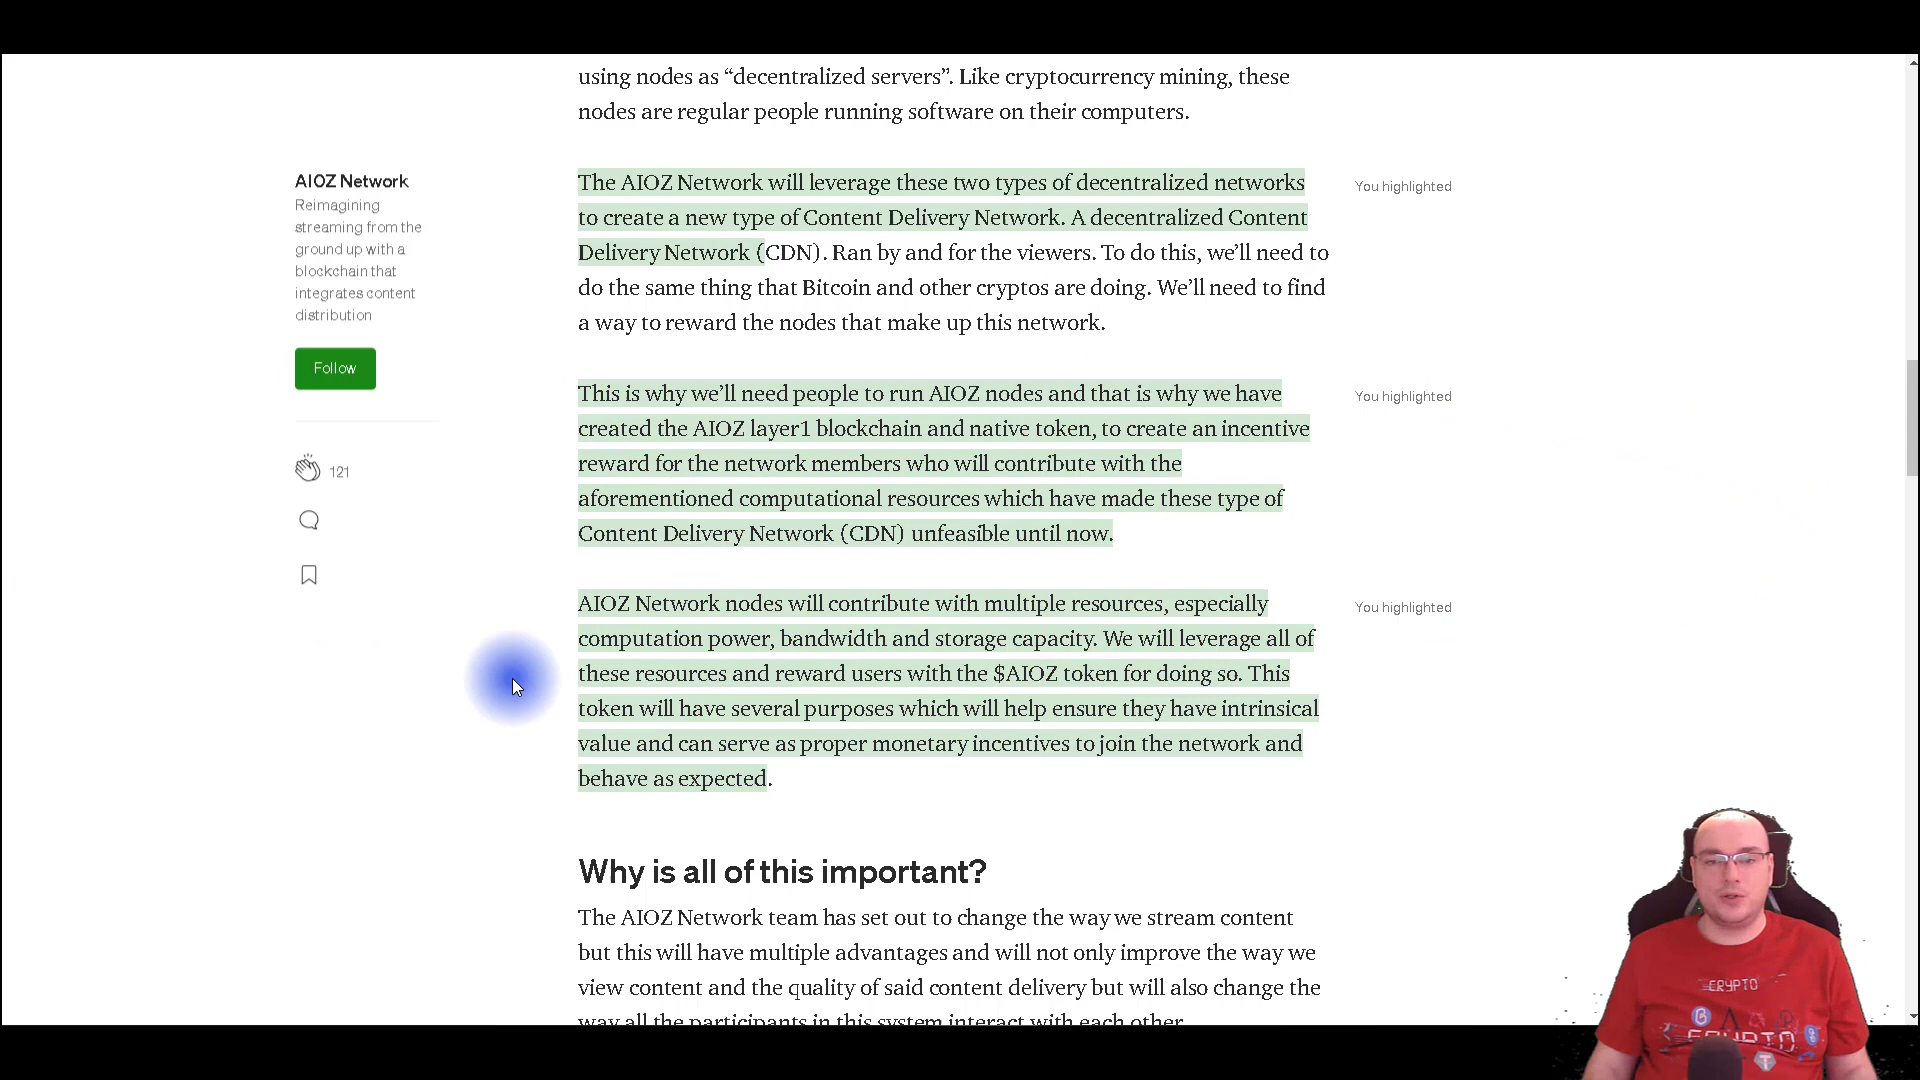 using nodes as “decentralized servers”. Like cryptocurrency mining, these
nodes are regular people running software on their computers.
AIOZ Network
Reimagining
streaming from the
ground up with a
blockchain that
integrates content
distribution
Follow
121
The AIOZ Network will leverage these two types of decentralized networks
to create a new type of Content Delivery Network. A decentralized Content
Delivery Network (CDN). Ran by and for the viewers. To do this, we’ll need to
do the same thing that Bitcoin and other cryptos are doing. We’ll need to find
a way to reward the nodes that make up this network.
You highlighted
This is why we’ll need people to run AIOZ nodes and that is why we have
created the AIOZ layer1 blockchain and native token, to create an incentive
reward for the network members who will contribute with the
aforementioned computational resources which have made these type of
Content Delivery Network (CDN) unfeasible until now.
You highlighted
AIOZ Network nodes will contribute with multiple resources, especially
computation power, bandwidth and storage capacity. We will leverage all of
these resources and reward users with the $AIOZ token for doing so. This
token will have several purposes which will help ensure they have intrinsical
value and can serve as proper monetary incentives to join the network and
behave as expected.
You highlighted
Why is all of this important?
The AIOZ Network team has set out to change the way we stream content
but this will have multiple advantages and will not only improve the way we
view content and the quality of said content delivery but will also change the
way all the participants in this system interact with each other.